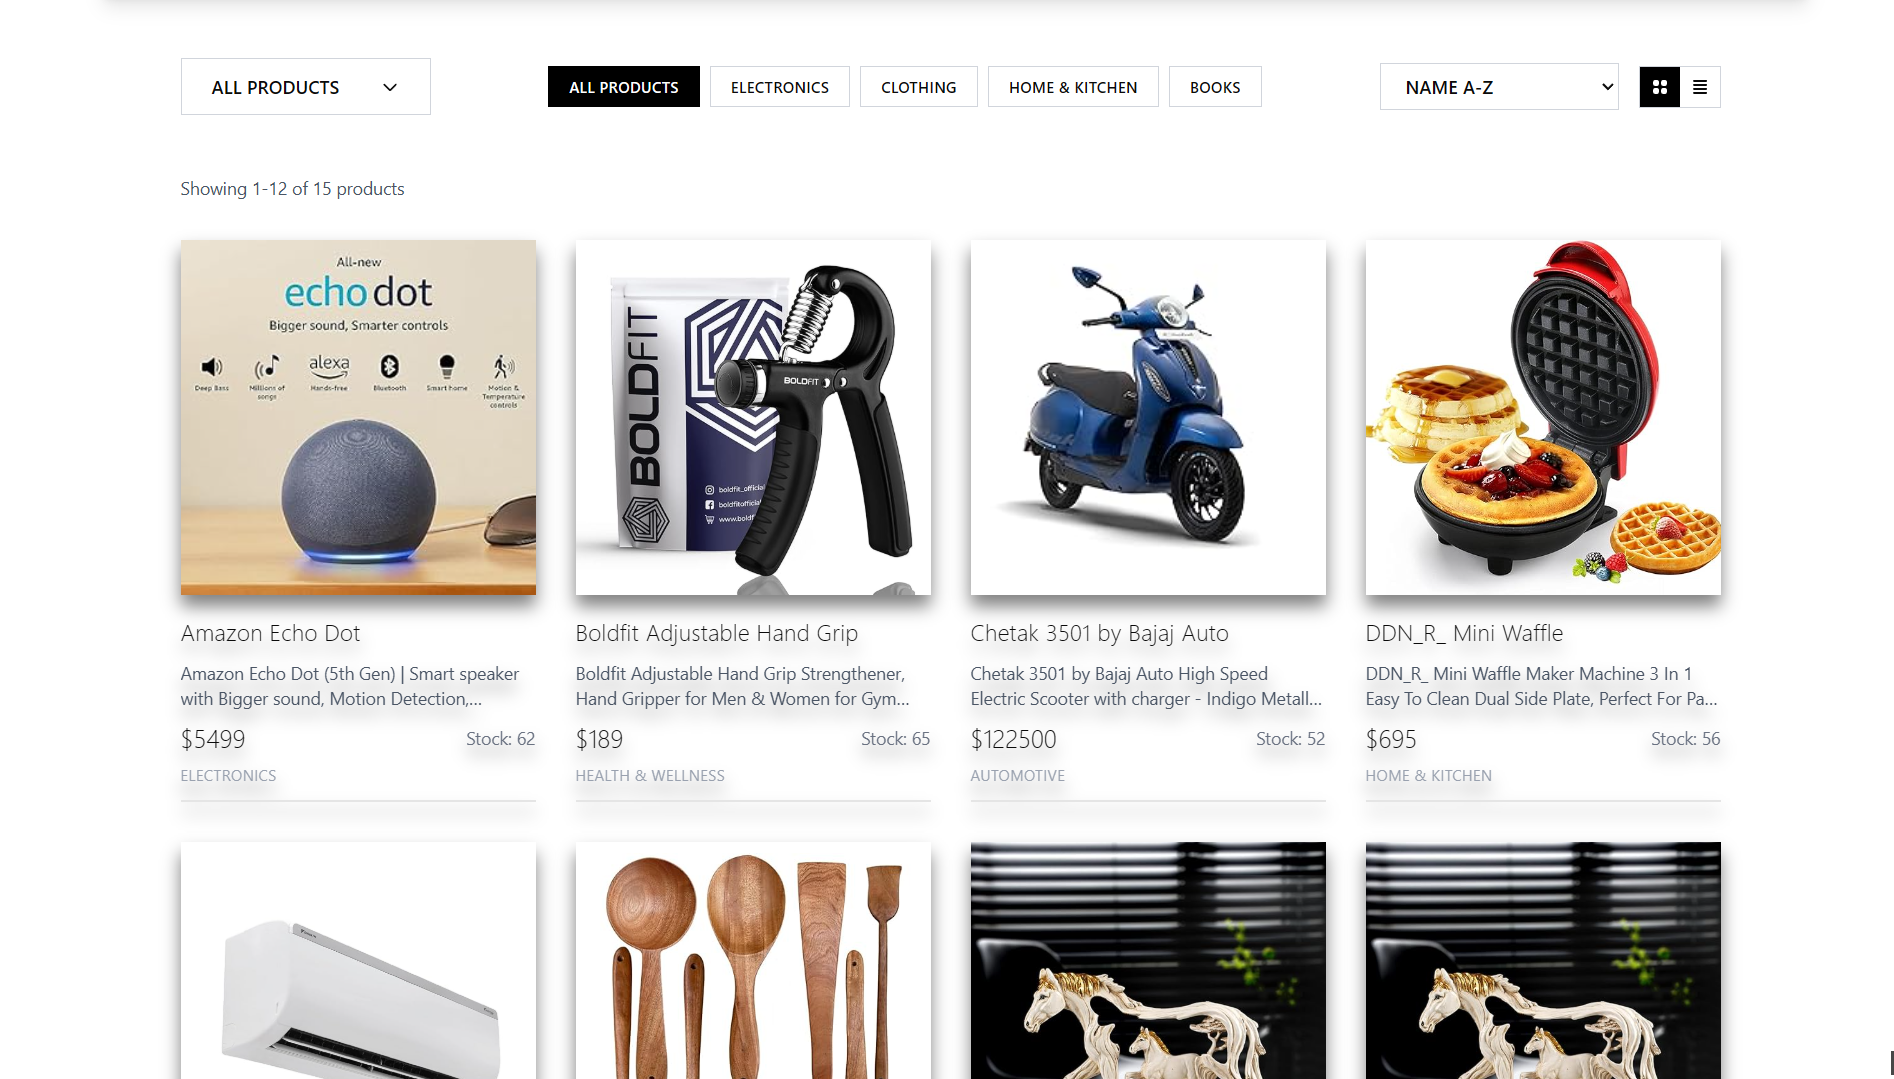 ALL PRODUCTS
ALL PRODUCTS
ELECTRONICS
CLOTHING
HOME & KITCHEN
BOOKS
NAME A-Z
Showing 1-12 of 15 products
All-new
echo dot
Bigger sound, Smarter controls
alexa
Deep Bass
Millions of
songs
Hands-free
Bluetooth
Smart home
Motion &
Temperature
controls
BOLDFIT
BOLDFIT
boldfit_official
boldfitofficial
www.boldf
Amazon Echo Dot
Amazon Echo Dot (5th Gen) | Smart speaker
with Bigger sound, Motion Detection,...
$5499
Stock: 62
ELECTRONICS
Boldfit Adjustable Hand Grip
Boldfit Adjustable Hand Grip Strengthener,
Hand Gripper for Men & Women for Gym...
$189
Stock: 65
HEALTH & WELLNESS
Chetak 3501 by Bajaj Auto
Chetak 3501 by Bajaj Auto High Speed
Electric Scooter with charger - Indigo Metall...
$122500
Stock: 52
AUTOMOTIVE
DDN_R_ Mini Waffle
DDN_R_ Mini Waffle Maker Machine 3 In 1
Easy To Clean Dual Side Plate, Perfect For Pa...
$695
Stock: 56
HOME & KITCHEN